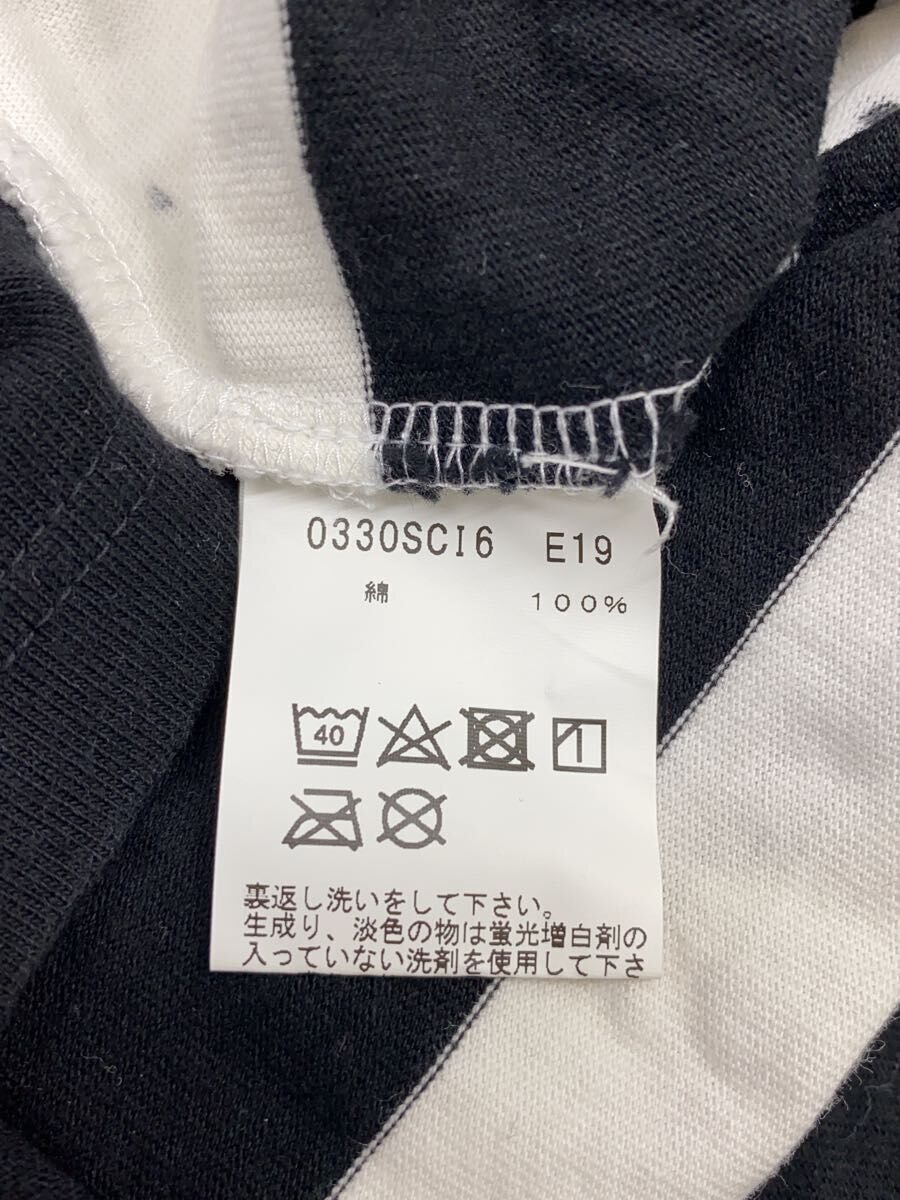 0330SCI6 E19
綿 100%
40
裏返し洗いをして下さい。
生成り、淡色の物は蛍光増白剤の
入っていない洗剤を使用して下さ